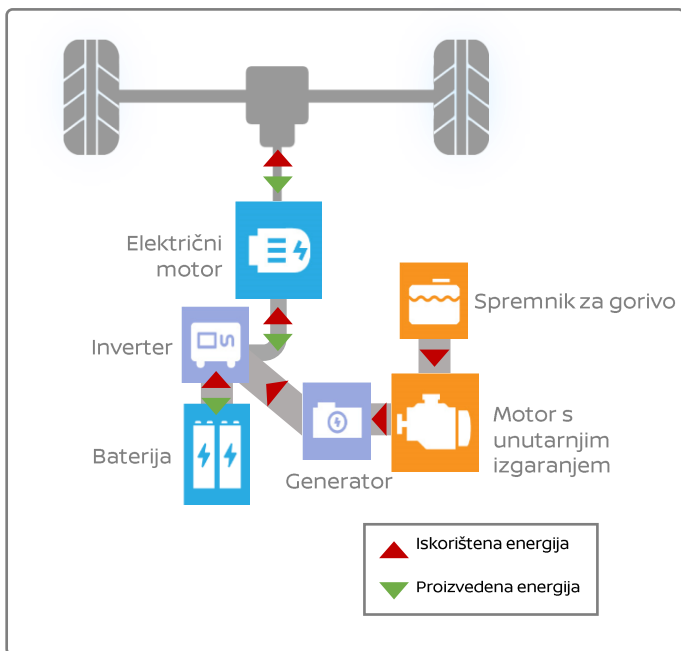 Električni
motor
Spremnik za gorivo
Inverter
Motor s
unutarnjim
izgaranjem
Baterija
Generator
Iskorištena energija
Proizvedena energija